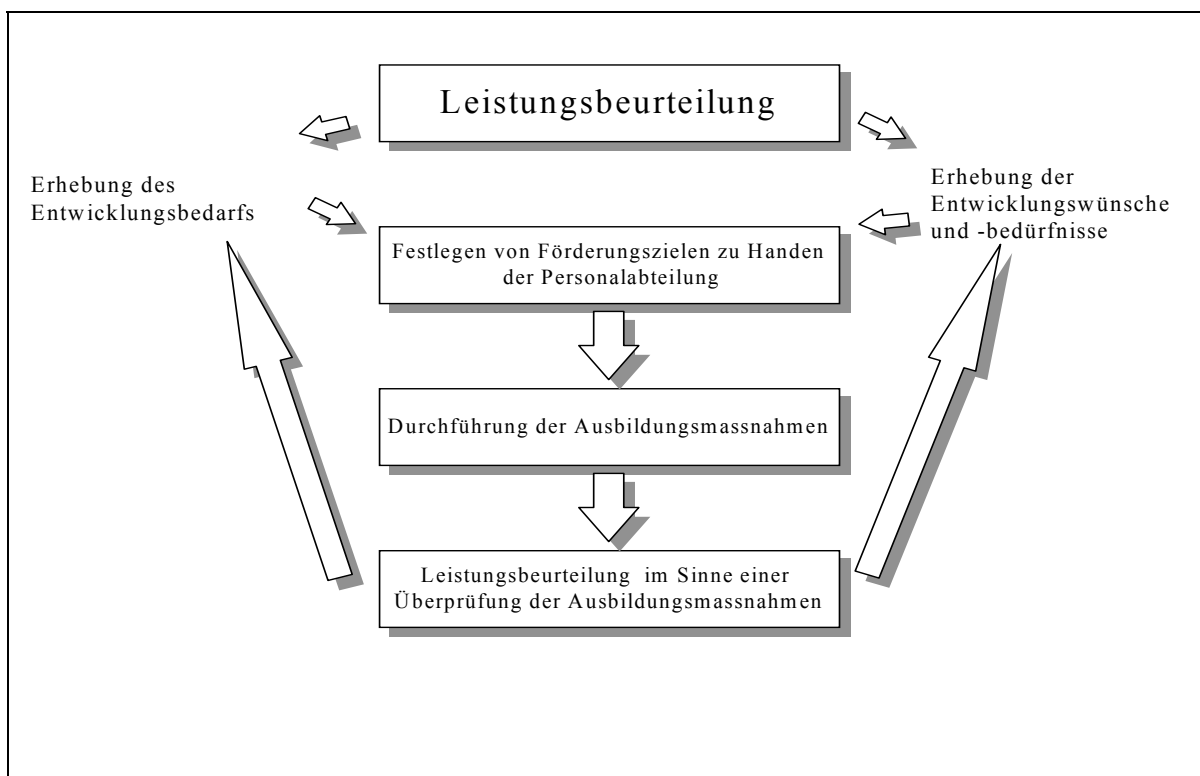 Leistungsbeurteilung
Erhebung des
Entwicklungsbedarfs
Erhebung der
Entwicklungswünsche
und -bedürfnisse
Festlegen von Förderungszielen zu Handen
der Personalabteilung
Durchführung der Ausbildungsmassnahmen
Leistungsbeurteilung im Sinne einer
Überprüfung der Ausbildungsmassnahmen